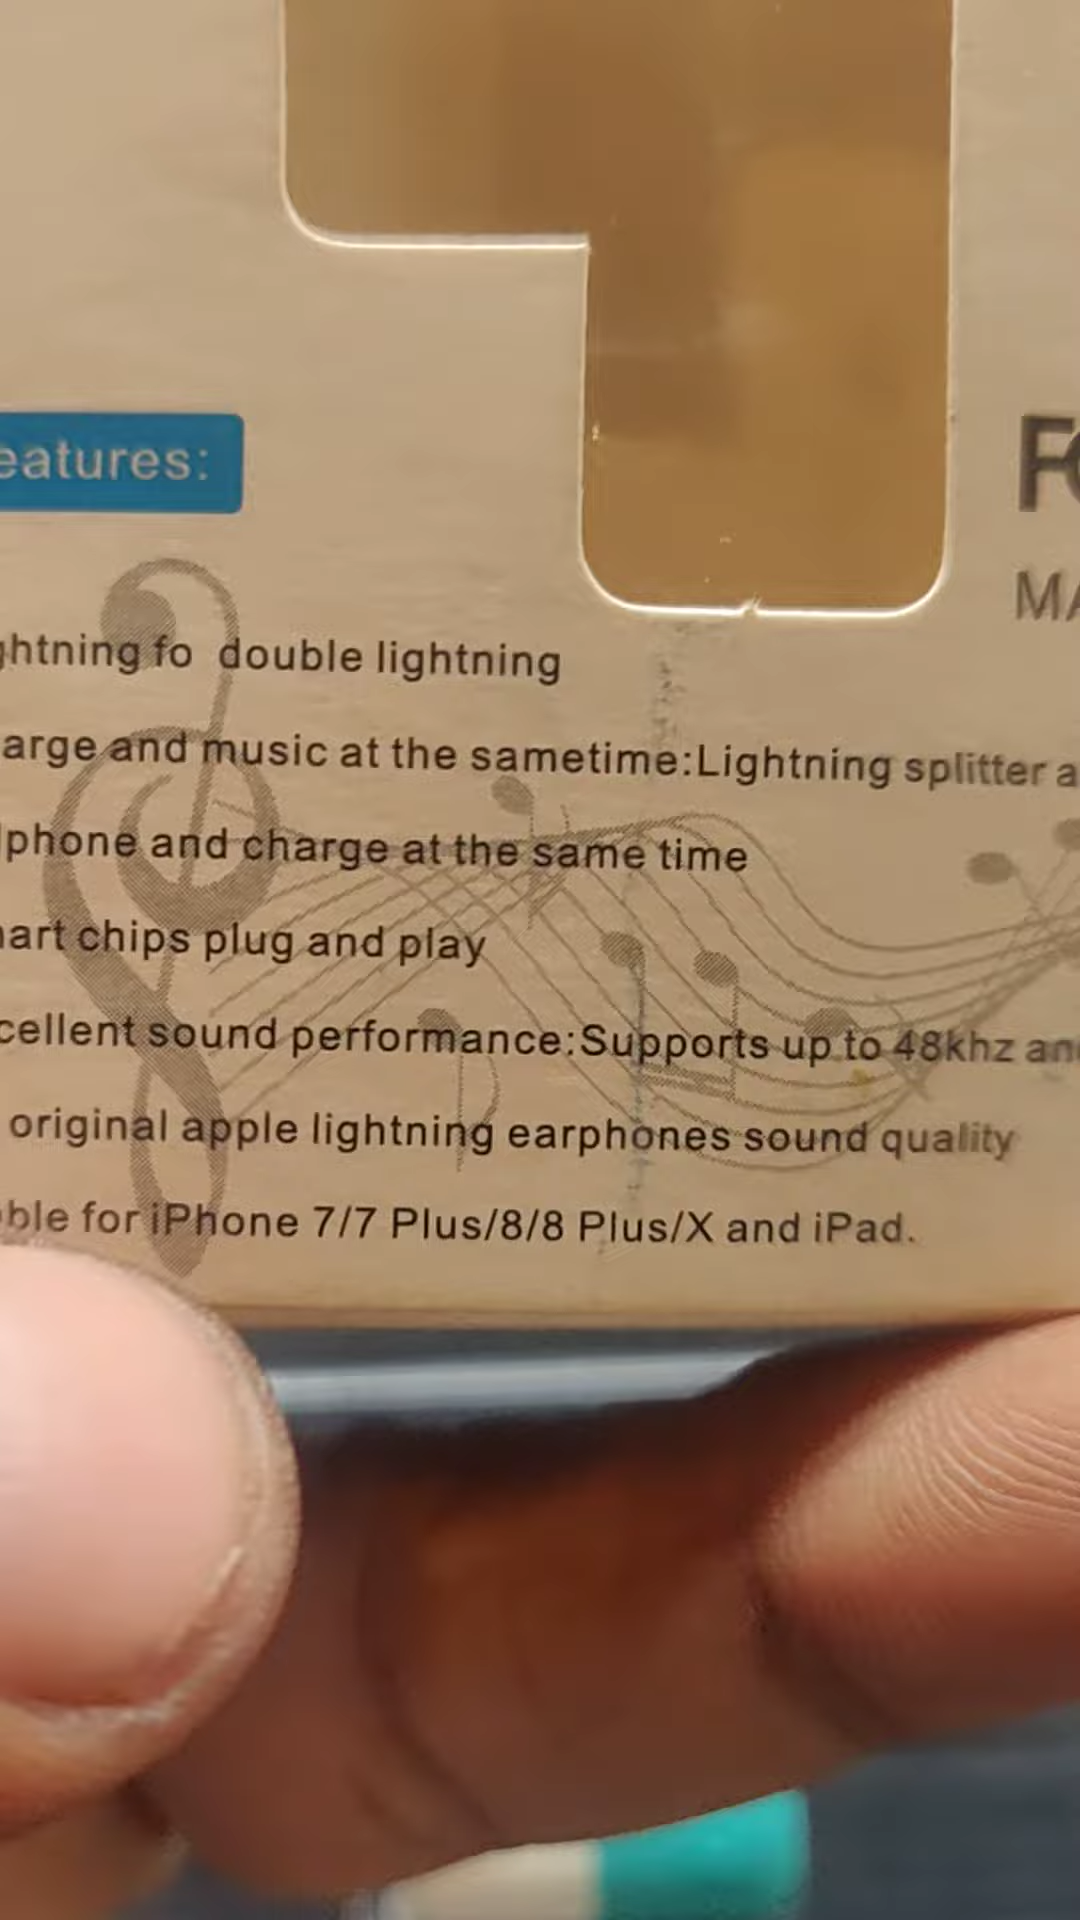 eatures:
F
MA
ghtning fo double lightning
arge and music at the sametime:Lightning splitter a
phone and charge at the same time
art chips plug and play
cellent sound performance:Supports up to 48khz an
original apple lightning earphones sound quality
ble for iPhone 7/7 Plus/8/8 Plus/X and iPad.